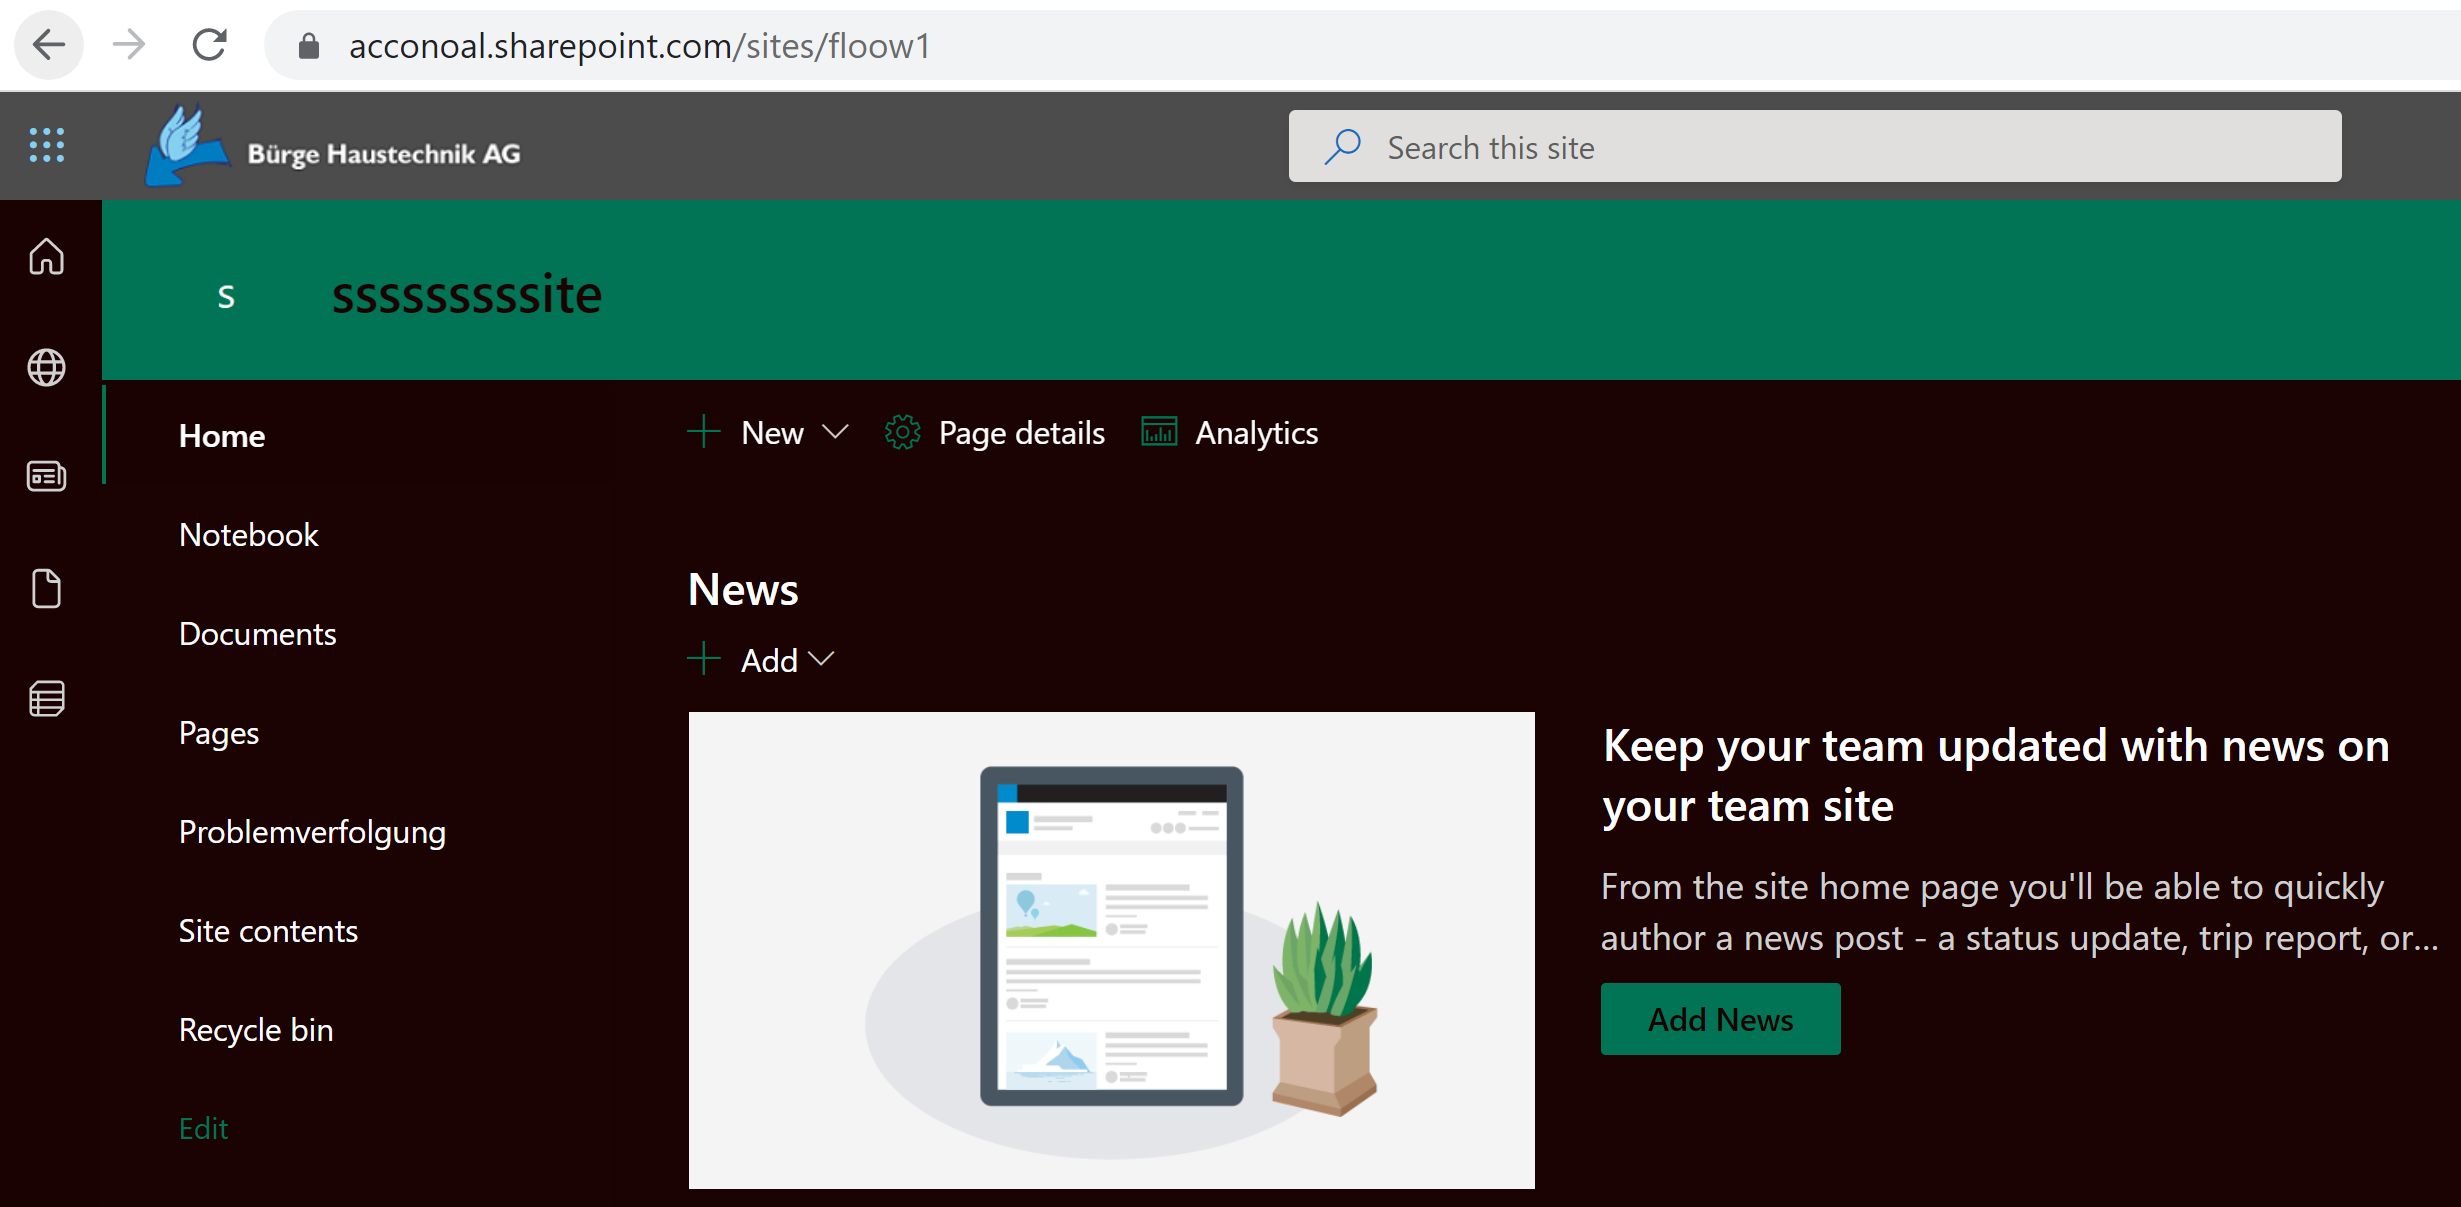 acconoal.sharepoint.com/sites/floow1
Bürge Haustechnik AG
Search this site
s
sssssssssite
Home
New
Page details
Analytics
Notebook
News
Documents
Add
Pages
Keep your team updated with news on
your team site
Problemverfolgung
From the site home page you'll be able to quickly
author a news post - a status update, trip report, or...
Site contents
Add News
Recycle bin
Edit